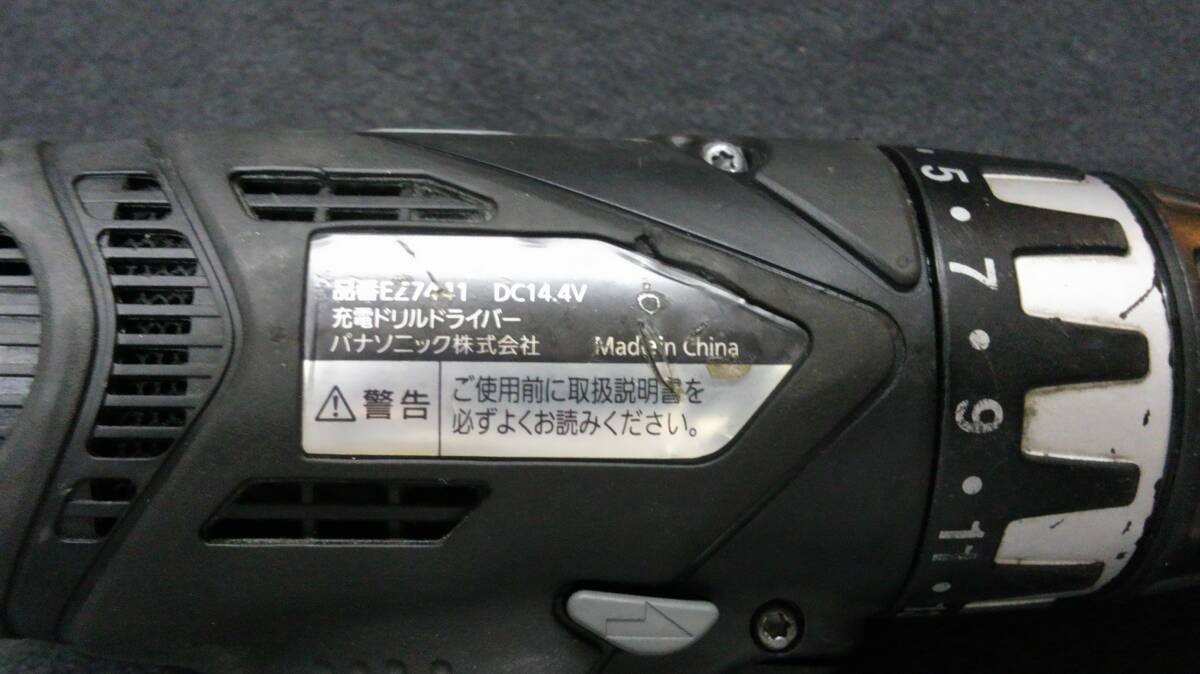 品番EZ7441 DC14.4V
充電ドリルドライバー
パナソニック株式会社 Made in China
警告
ご使用前に取扱説明書を
必ずよくお読みください。
5
7
9
11